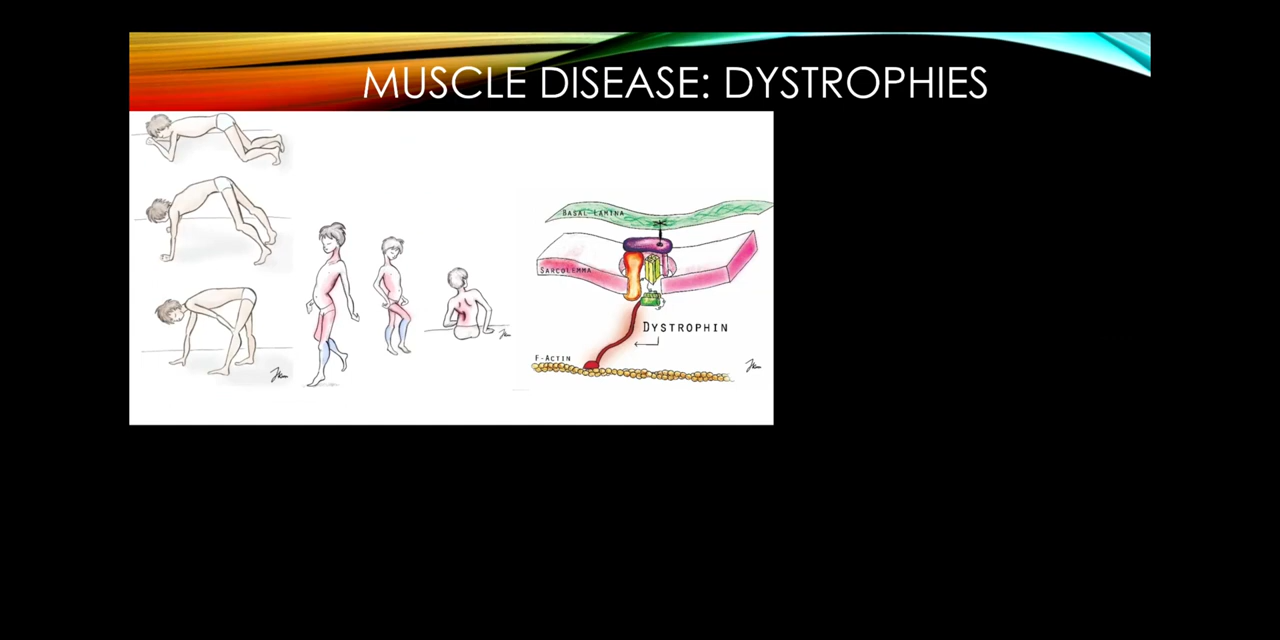 MUSCLE DISEASE: DYSTROPHIES
BASAL LAMINA
SARCOLEMMA
DYSTROPHIN
F-ACTIN